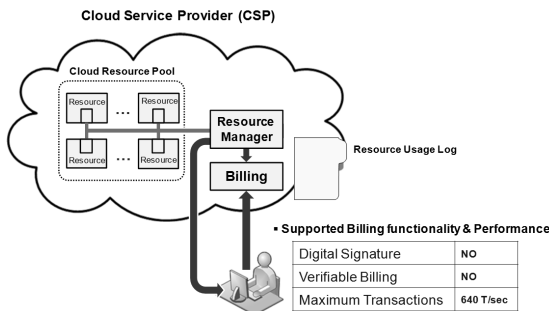 Cloud Service Provider (CSP)
Cloud Resource Pool
Resource ... Resource
Resource ... Resource
Resource
Manager
Billing
Resource Usage Log
▪ Supported Billing functionality & Performance
Digital Signature NO
Verifiable Billing NO
Maximum Transactions 640 T/sec